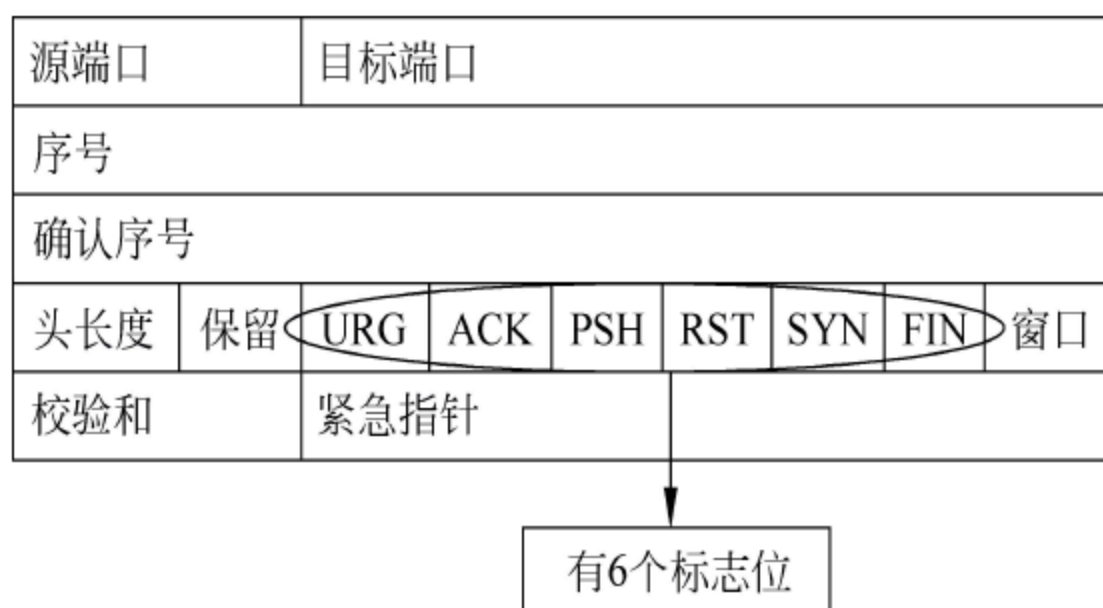 源端口 目标端口
序号
确认序号
头长度 保留 URG ACK PSH RST SYN FIN 窗口
校验和 紧急指针
有6个标志位